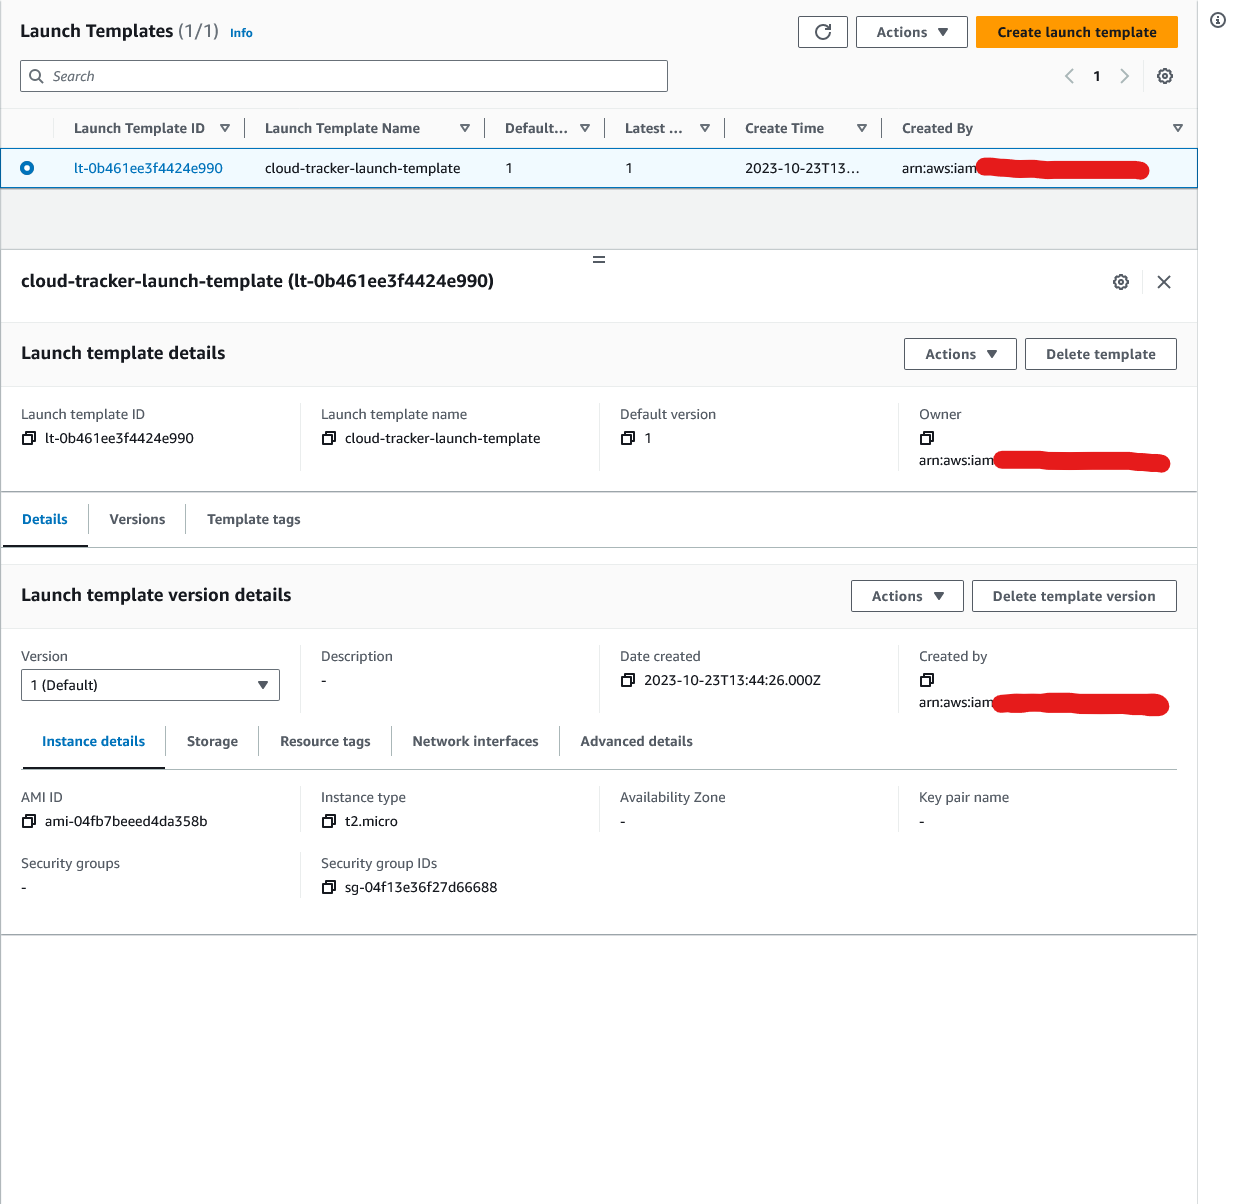 Launch Templates (1/1) Info
Actions
Create launch template
Search
1
Launch Template ID Launch Template Name Default... Latest ... Create Time Created By
lt-0b461ee3f4424e990 cloud-tracker-launch-template 1 1 2023-10-23T13... arn:aws:iam
cloud-tracker-launch-template (lt-0b461ee3f4424e990)
Launch template details
Actions
Delete template
Launch template ID Launch template name Default version Owner
lt-0b461ee3f4424e990 cloud-tracker-launch-template 1
arn:aws:iam
Details Versions Template tags
Launch template version details
Actions
Delete template version
Version Description Date created Created by
1 (Default) - 2023-10-23T13:44:26.000Z
arn:aws:iam
Instance details Storage Resource tags Network interfaces Advanced details
AMI ID Instance type Availability Zone Key pair name
ami-04fb7beeed4da358b t2.micro - -
Security groups Security group IDs
- sg-04f13e36f27d66688